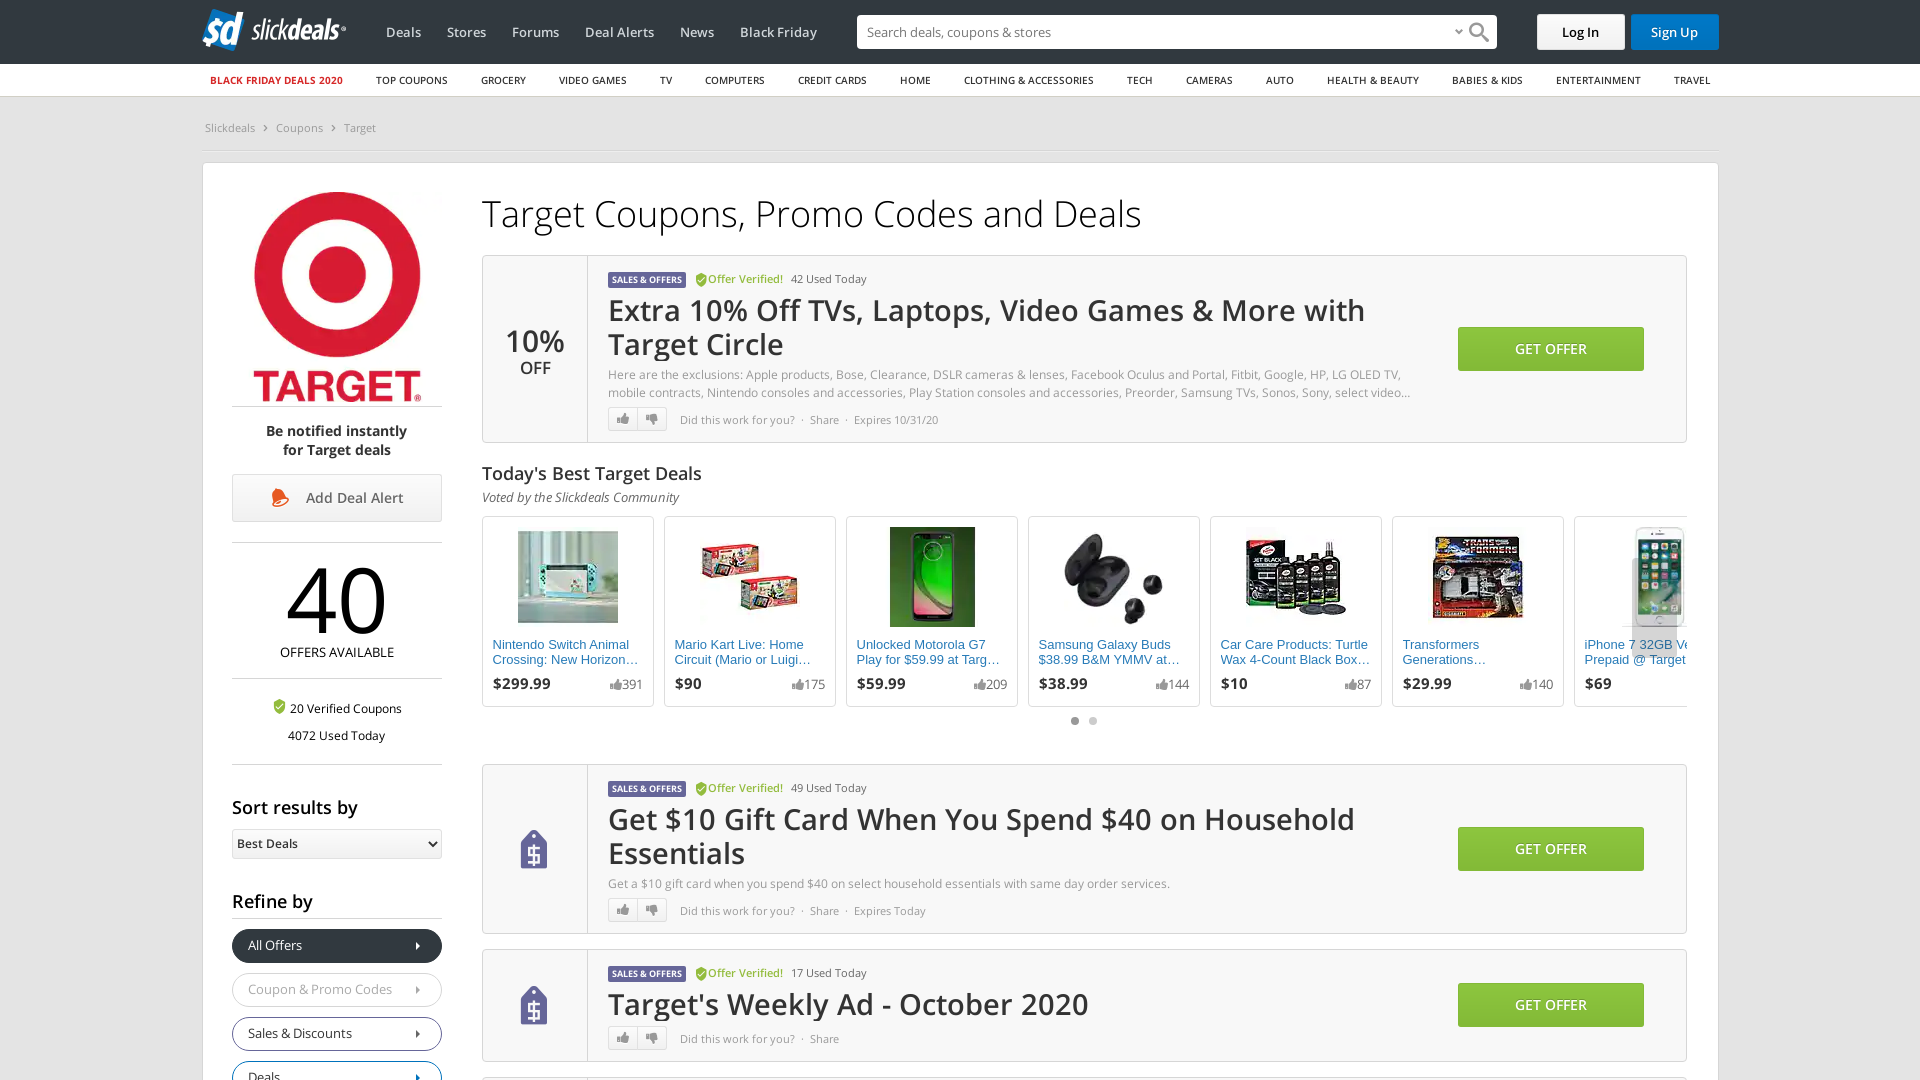 sd slickdeals
Deals
Stores
Forums
Deal Alerts
News
Black Friday
Search deals, coupons & stores
Log In
Sign Up
BLACK FRIDAY DEALS 2020
TOP COUPONS
GROCERY
VIDEO GAMES
TV
COMPUTERS
CREDIT CARDS
HOME
CLOTHING & ACCESSORIES
TECH
CAMERAS
AUTO
HEALTH & BEAUTY
BABIES & KIDS
ENTERTAINMENT
TRAVEL
Slickdeals > Coupons > Target
TARGET®
Be notified instantly
for Target deals
Add Deal Alert
40
OFFERS AVAILABLE
20 Verified Coupons
4072 Used Today
Sort results by
Best Deals
Refine by
All Offers
Coupon & Promo Codes
Sales & Discounts
Deals
Target Coupons, Promo Codes and Deals
10%
OFF
SALES & OFFERS Offer Verified! 42 Used Today
Extra 10% Off TVs, Laptops, Video Games & More with
Target Circle
Here are the exclusions: Apple products, Bose, Clearance, DSLR cameras & lenses, Facebook Oculus and Portal, Fitbit, Google, HP, LG OLED TV,
mobile contracts, Nintendo consoles and accessories, Play Station consoles and accessories, Preorder, Samsung TVs, Sonos, Sony, select video...
Did this work for you? · Share · Expires 10/31/20
GET OFFER
Today's Best Target Deals
Voted by the Slickdeals Community
Nintendo Switch Animal
Crossing: New Horizon…
$299.99 391
Mario Kart Live: Home
Circuit (Mario or Luigi…
$90 175
Unlocked Motorola G7
Play for $59.99 at Targ…
$59.99 209
Samsung Galaxy Buds
$38.99 B&M YMMV at…
$38.99 144
Car Care Products: Turtle
Wax 4-Count Black Box…
$10 87
TRANSFORMERS
Transformers
Generations…
$29.99 140
iPhone 7 32GB Ve
Prepaid @ Target
$69
SALES & OFFERS Offer Verified! 49 Used Today
Get $10 Gift Card When You Spend $40 on Household
Essentials
Get a $10 gift card when you spend $40 on select household essentials with same day order services.
Did this work for you? · Share · Expires Today
GET OFFER
SALES & OFFERS Offer Verified! 17 Used Today
Target's Weekly Ad - October 2020
Did this work for you? · Share
GET OFFER